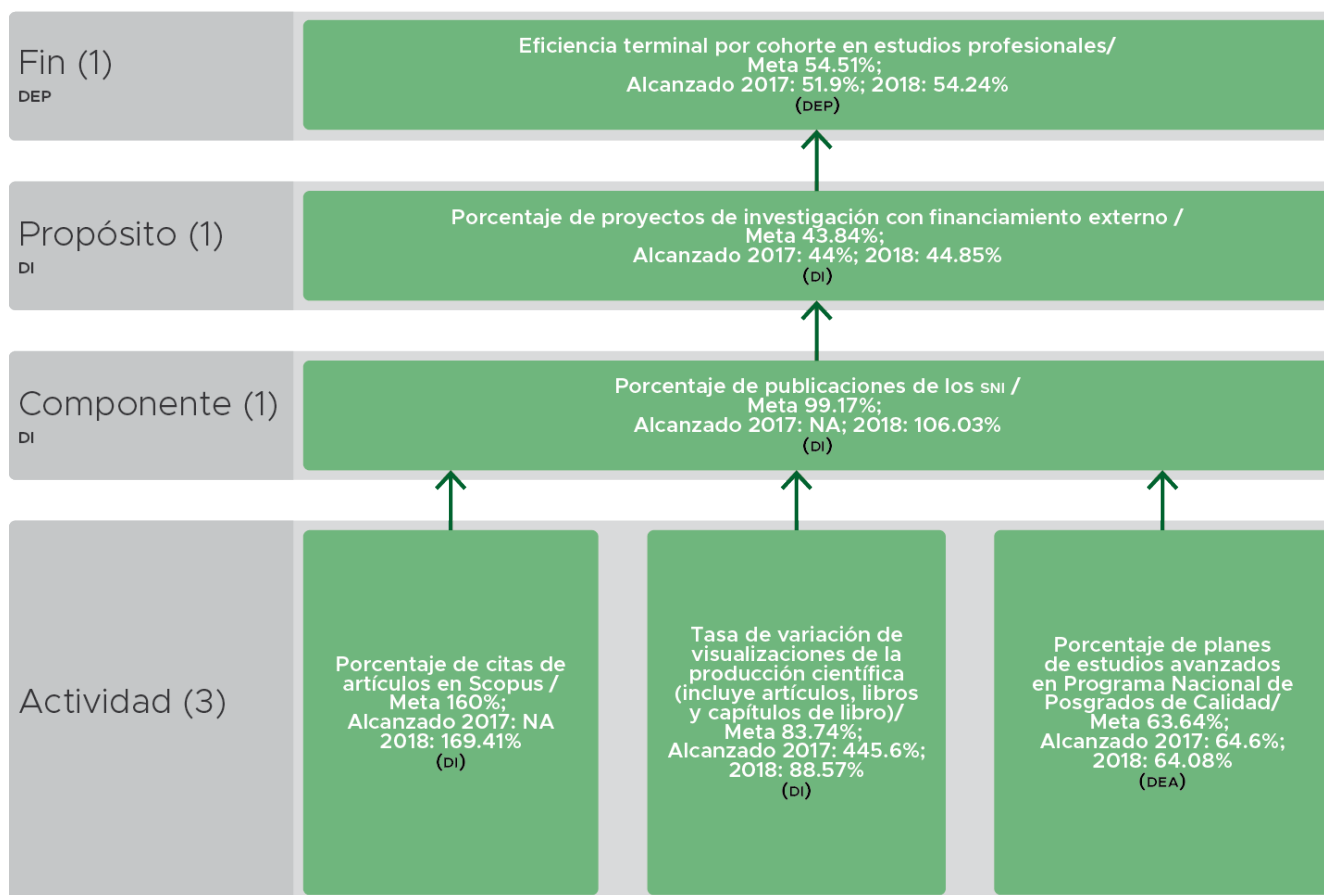 Fin (1)
DEP
Eficiencia terminal por cohorte en estudios profesionales/
Meta 54.51%;
Alcanzado 2017: 51.9%; 2018: 54.24%
(DEP)
Propósito (1)
DI
Porcentaje de proyectos de investigación con financiamiento externo /
Meta 43.84%;
Alcanzado 2017: 44%; 2018: 44.85%
(DI)
Componente (1)
DI
Porcentaje de publicaciones de los SNI /
Meta 99.17%;
Alcanzado 2017: NA; 2018: 106.03%
(DI)
Actividad (3)
Porcentaje de citas de
artículos en Scopus /
Meta 160%;
Alcanzado 2017: NA
2018: 169.41%
(DI)
Tasa de variación de
visualizaciones de la
producción científica
(incluye artículos, libros
y capítulos de libro)/
Meta 83.74%;
Alcanzado 2017: 445.6%;
2018: 88.57%
(DI)
Porcentaje de planes
de estudios avanzados
en Programa Nacional de
Posgrados de Calidad/
Meta 63.64%;
Alcanzado 2017: 64.6%;
2018: 64.08%
(DEA)